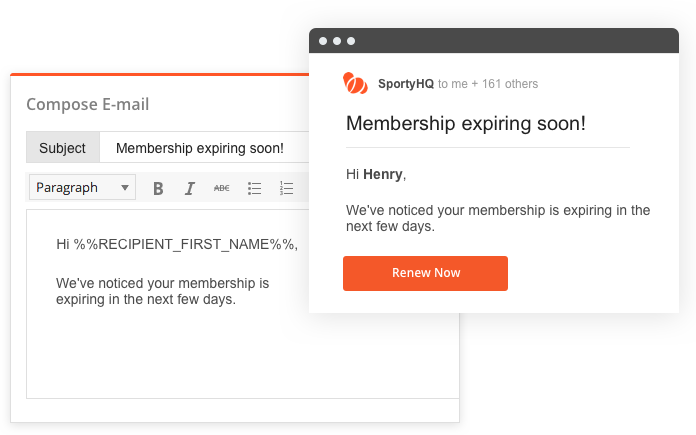 Compose E-mail
Subject
Membership expiring soon!
Paragraph
B I ABC
Hi %%RECIPIENT_FIRST_NAME%%,
We've noticed your membership is
expiring in the next few days.
SportyHQ to me + 161 others
Membership expiring soon!
Hi Henry,
We've noticed your membership is expiring in the
next few days.
Renew Now